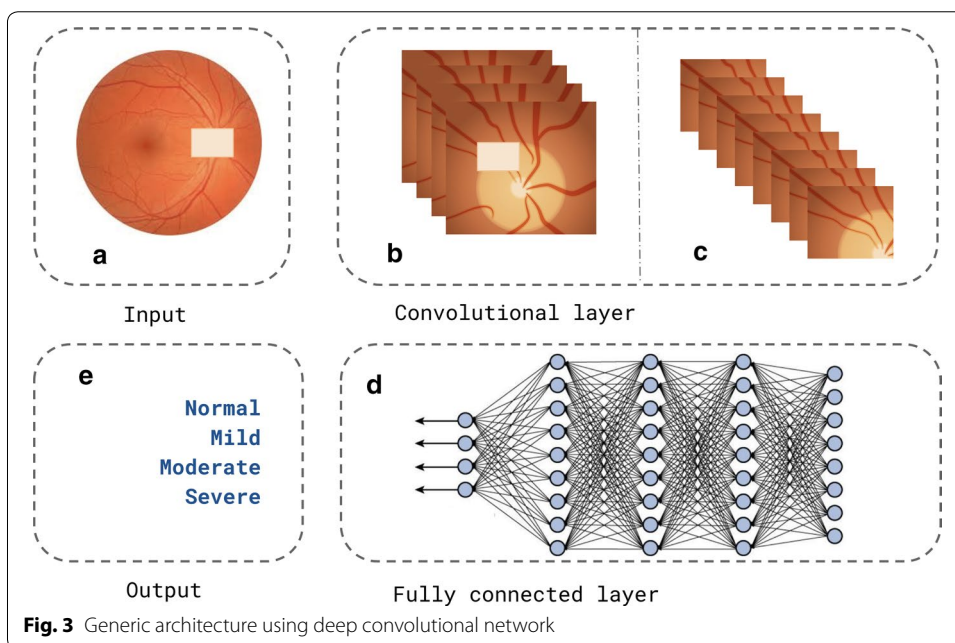 a
b
c
Input
Convolutional layer
e
Normal
Mild
Moderate
Severe
d
Output
Fully connected layer
Fig. 3 Generic architecture using deep convolutional network